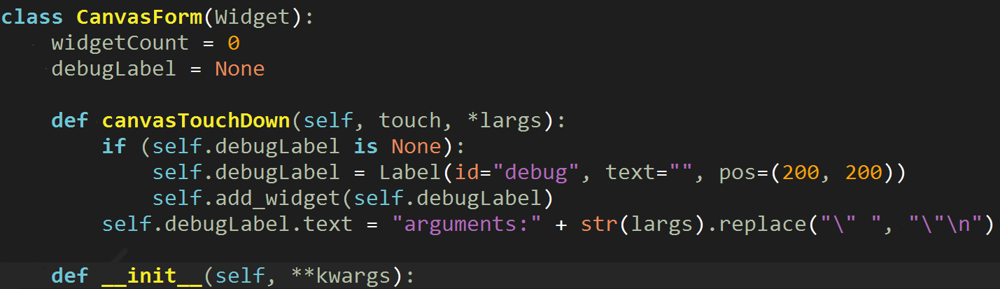 class CanvasForm(Widget):
    widgetCount = 0
    debugLabel = None

    def canvasTouchDown(self, touch, *largs):
        if (self.debugLabel is None):
            self.debugLabel = Label(id="debug", text="", pos=(200, 200))
            self.add_widget(self.debugLabel)
        self.debugLabel.text = "arguments:" + str(largs).replace("\" ", "\"\n")

    def __init__(self, **kwargs):